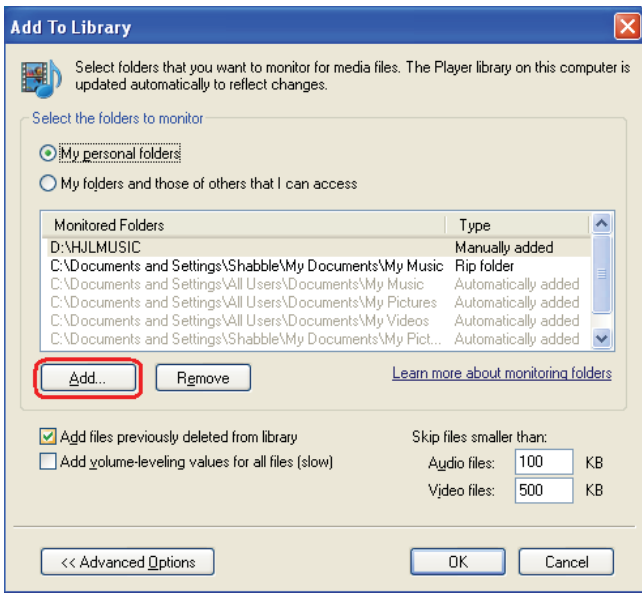 Add To Library
Select folders that you want to monitor for media files. The Player library on this computer is
updated automatically to reflect changes.
Select the folders to monitor
My personal folders
My folders and those of others that I can access
Monitored Folders Type
D:\HJLMUSIC Manually added
C:\Documents and Settings\Shabble\My Documents\My Music Rip folder
C:\Documents and Settings\All Users\Documents\My Music Automatically added
C:\Documents and Settings\All Users\Documents\My Pictures Automatically added
C:\Documents and Settings\All Users\Documents\My Videos Automatically added
C:\Documents and Settings\Shabble\My Documents\My Pict... Automatically added
Add... Remove Learn more about monitoring folders
Add files previously deleted from library Skip files smaller than:
Add volume-leveling values for all files (slow) Audio files: 100 KB
Video files: 500 KB
<< Advanced Options OK Cancel